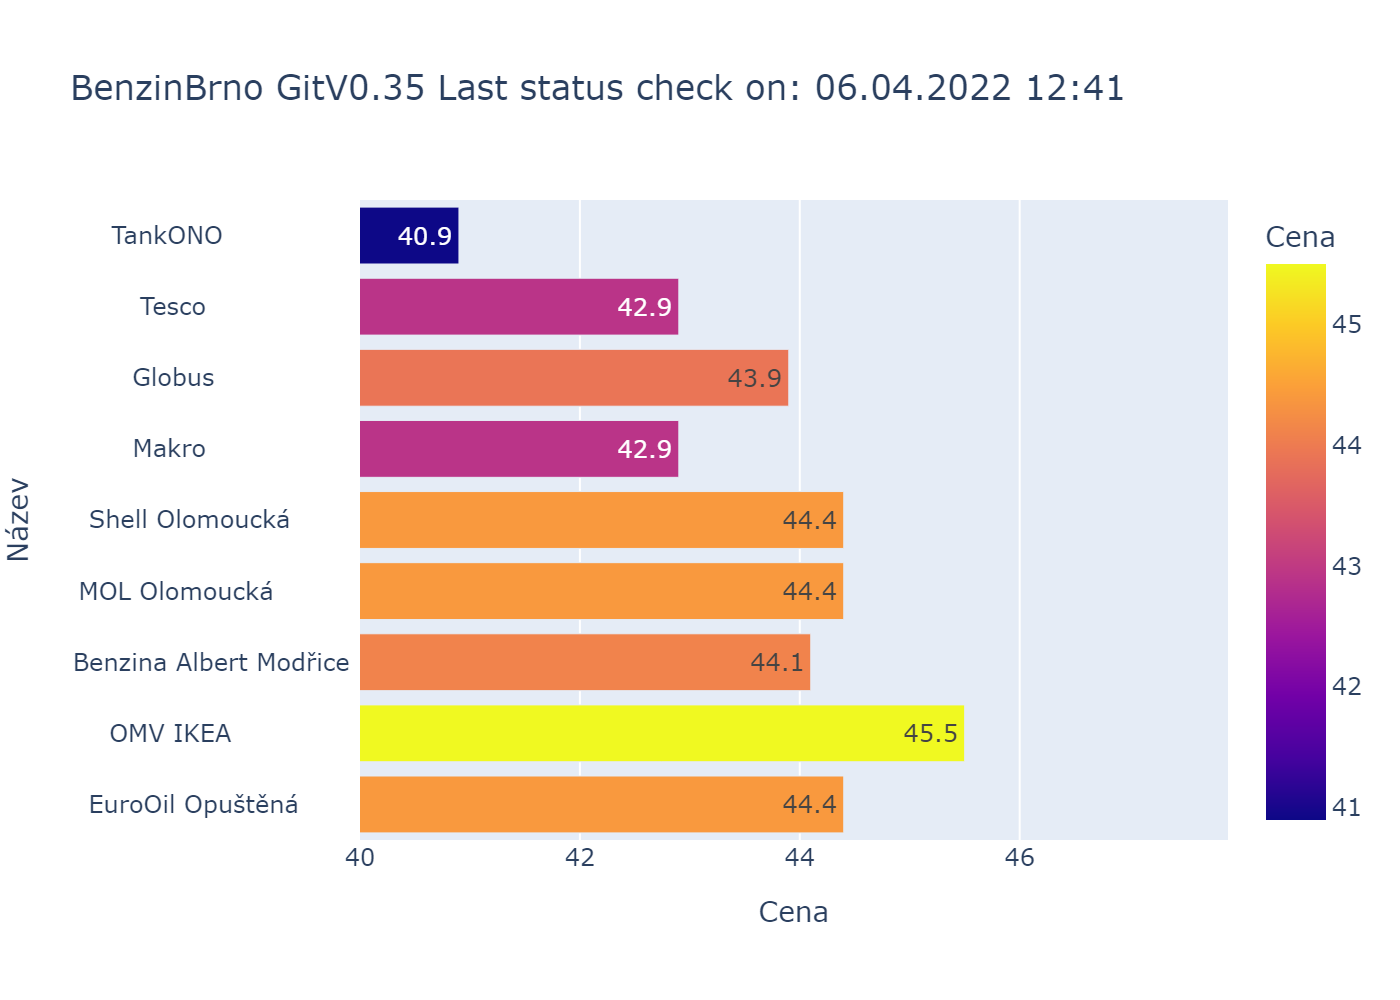 BenzinBrno GitV0.35 Last status check on: 06.04.2022 12:41
Název
TankONO
40.9
Tesco
42.9
Globus
43.9
Makro
42.9
Shell Olomoucká
44.4
MOL Olomoucká
44.4
Benzina Albert Modřice
44.1
OMV IKEA
45.5
EuroOil Opuštěná
44.4
40
42
44
46
Cena
Cena
45
44
43
42
41